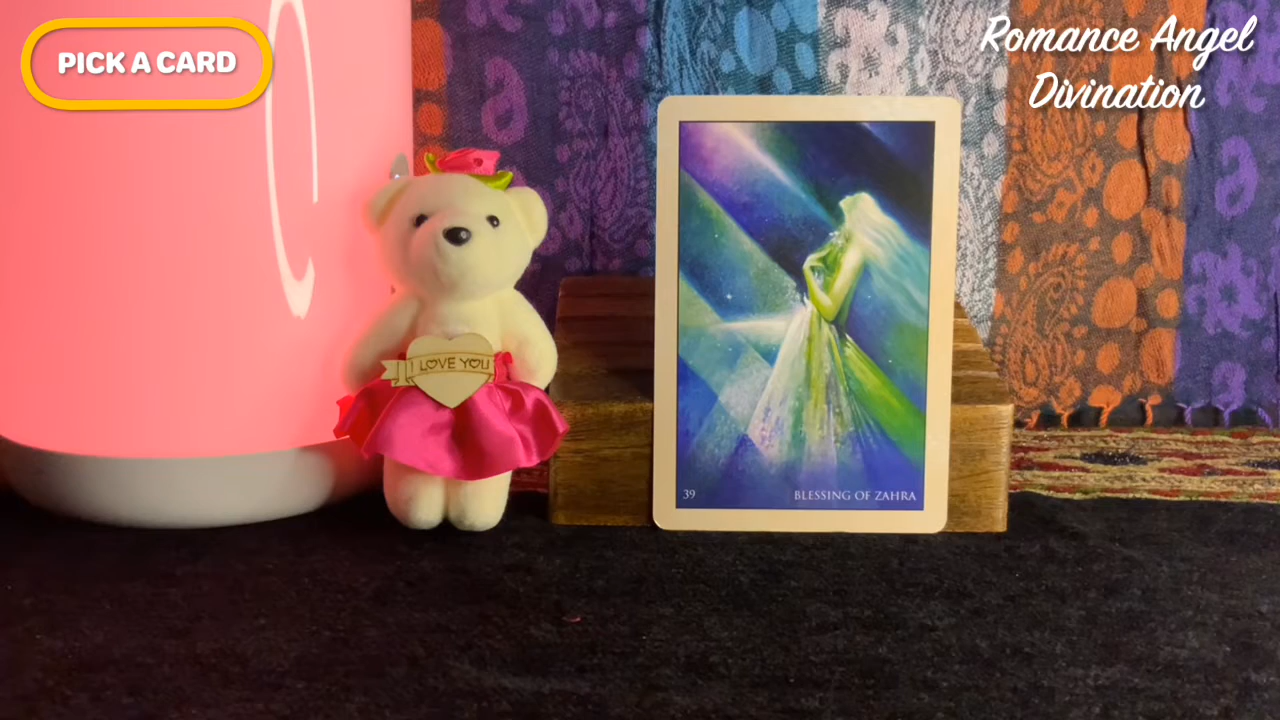 PICK A CARD
Romance Angel
Divination
I LOVE YOU
39
BLESSING OF ZAHRA